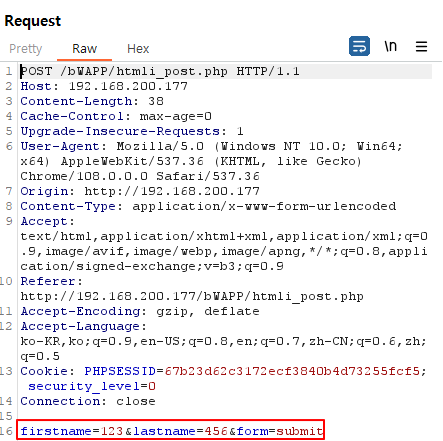 Request
Pretty Raw Hex \n
1 POST /bWAPP/htmli_post.php HTTP/1.1
2 Host: 192.168.200.177
3 Content-Length: 38
4 Cache-Control: max-age=0
5 Upgrade-Insecure-Requests: 1
6 User-Agent: Mozilla/5.0 (Windows NT 10.0; Win64;
x64) AppleWebKit/537.36 (KHTML, like Gecko)
Chrome/108.0.0.0 Safari/537.36
7 Origin: http://192.168.200.177
8 Content-Type: application/x-www-form-urlencoded
9 Accept:
text/html,application/xhtml+xml,application/xml;q=0
.9,image/avif,image/webp,image/apng,*/*;q=0.8,appli
cation/signed-exchange;v=b3;q=0.9
10 Referer:
http://192.168.200.177/bWAPP/htmli_post.php
11 Accept-Encoding: gzip, deflate
12 Accept-Language:
ko-KR,ko;q=0.9,en-US;q=0.8,en;q=0.7,zh-CN;q=0.6,zh;
q=0.5
13 Cookie: PHPSESSID=67b23d62c3172ecf3840b4d73255fcf5;
security_level=0
14 Connection: close
15
16 firstname=123&lastname=456&form=submit